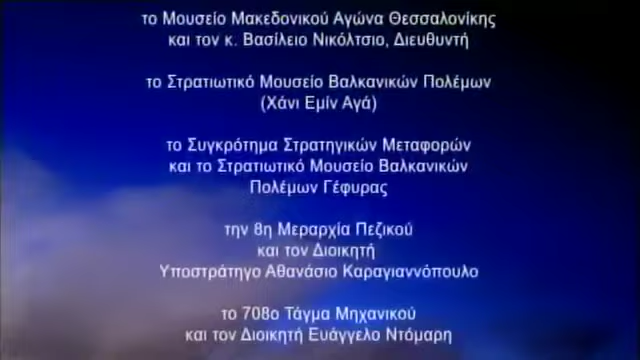 το Μουσείο Μακεδονικού Αγώνα Θεσσαλονίκης
και τον κ. Βασίλειο Νικόλτσιο, Διευθυντή
το Στρατιωτικό Μουσείο Βαλκανικών Πολέμων
(Χάνι Εμίν Αγά)
το Συγκρότημα Στρατηγικών Μεταφορών
και το Στρατιωτικό Μουσείο Βαλκανικών
Πολέμων Γέφυρας
την 8η Μεραρχία Πεζικού
και τον Διοικητή
Υποστράτηγο Αθανάσιο Καραγιαννόπουλο
το 708ο Τάγμα Μηχανικού
και τον Διοικητή Ευάγγελο Ντόμαρη